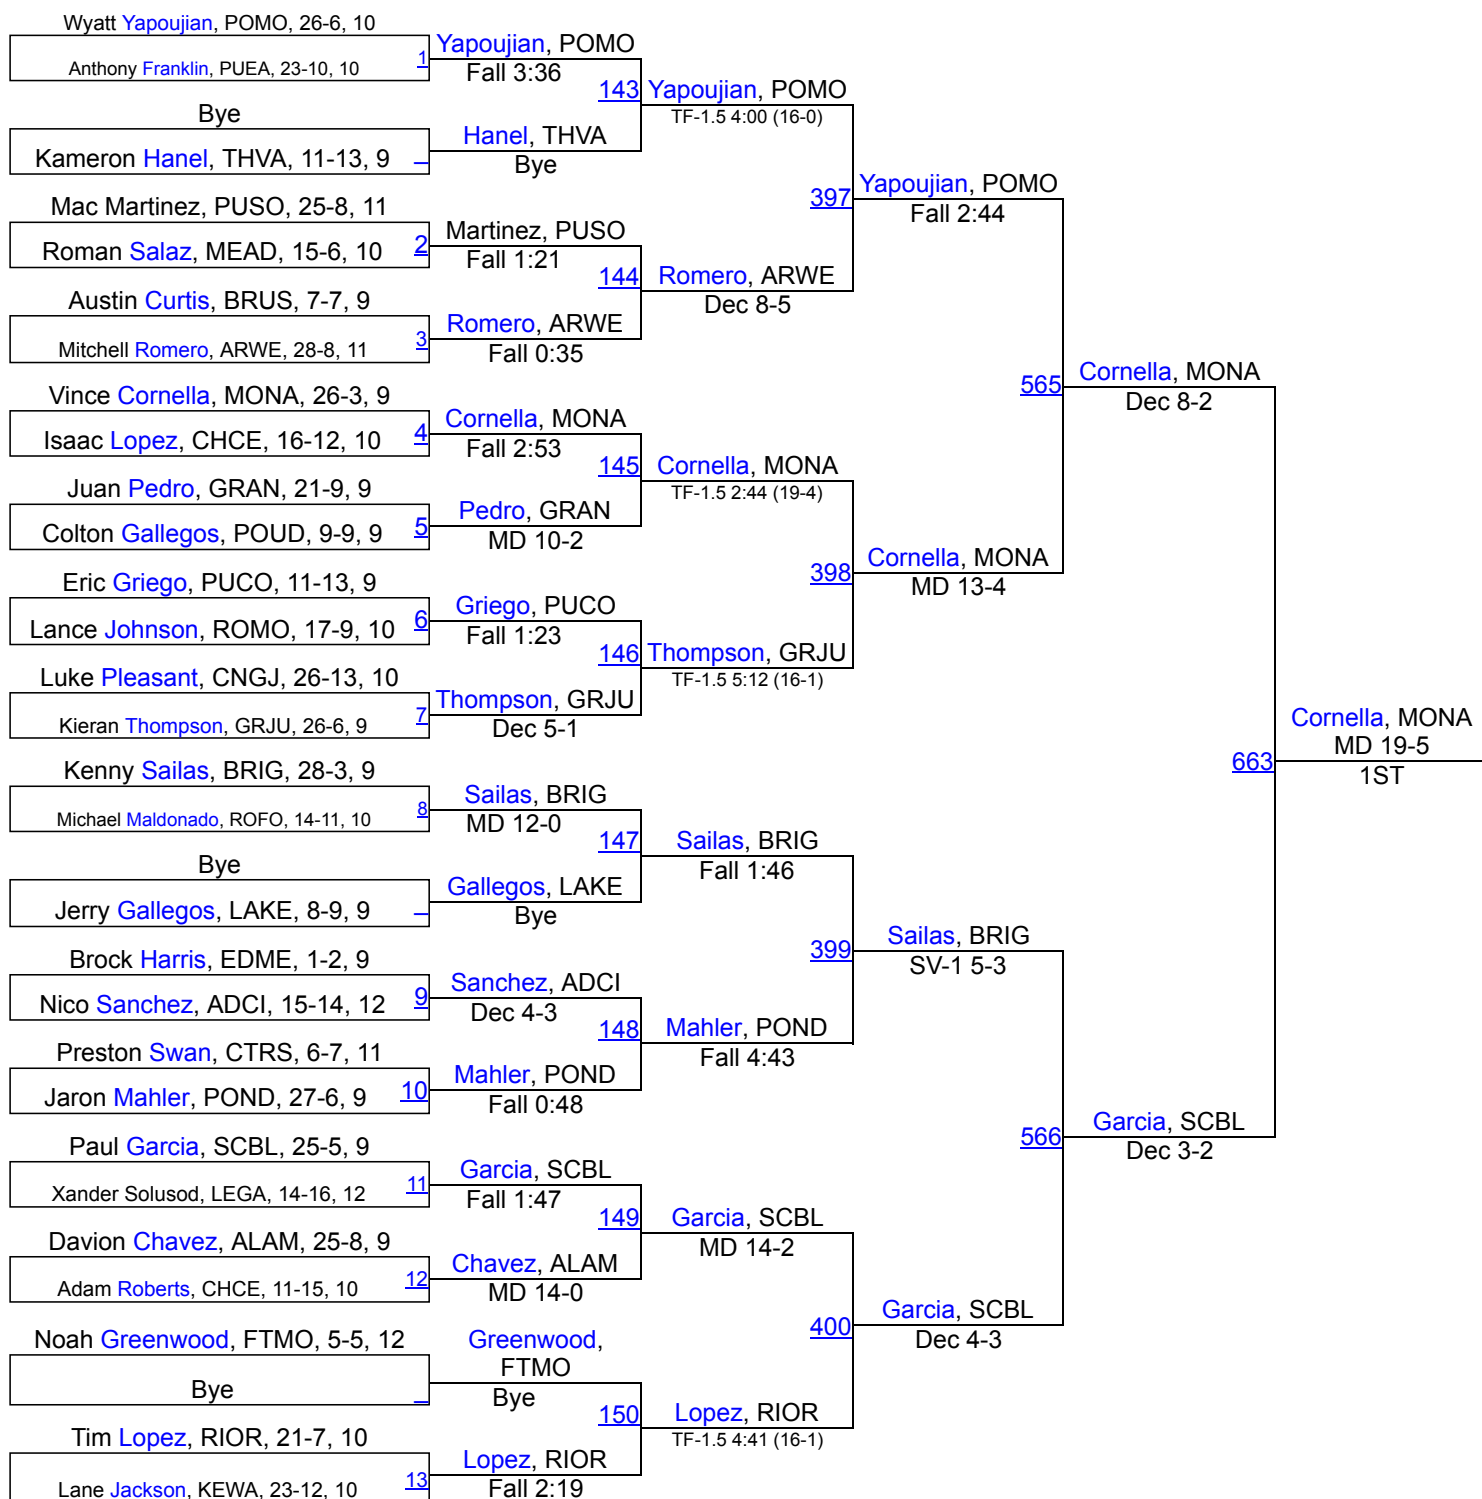 Wyatt Yapoujian, POMO, 26-6, 10
Anthony Franklin, PUEA, 23-10, 10
1
Bye
Kameron Hanel, THVA, 11-13, 9
Mac Martinez, PUSO, 25-8, 11
Roman Salaz, MEAD, 15-6, 10
2
Austin Curtis, BRUS, 7-7, 9
Mitchell Romero, ARWE, 28-8, 11
3
Vince Cornella, MONA, 26-3, 9
Isaac Lopez, CHCE, 16-12, 10
4
Juan Pedro, GRAN, 21-9, 9
Colton Gallegos, POUD, 9-9, 9
5
Eric Griego, PUCO, 11-13, 9
Lance Johnson, ROMO, 17-9, 10
6
Luke Pleasant, CNGJ, 26-13, 10
Kieran Thompson, GRJU, 26-6, 9
7
Kenny Sailas, BRIG, 28-3, 9
Michael Maldonado, ROFO, 14-11, 10
8
Bye
Jerry Gallegos, LAKE, 8-9, 9
Brock Harris, EDME, 1-2, 9
Nico Sanchez, ADCI, 15-14, 12
9
Preston Swan, CTRS, 6-7, 11
Jaron Mahler, POND, 27-6, 9
10
Paul Garcia, SCBL, 25-5, 9
Xander Solusod, LEGA, 14-16, 12
11
Davion Chavez, ALAM, 25-8, 9
Adam Roberts, CHCE, 11-15, 10
12
Noah Greenwood, FTMO, 5-5, 12
Bye
Tim Lopez, RIOR, 21-7, 10
Lane Jackson, KEWA, 23-12, 10
13
Yapoujian, POMO
Fall 3:36
143
Hanel, THVA
Bye
Martinez, PUSO
Fall 1:21
144
Romero, ARWE
Fall 0:35
Cornella, MONA
Fall 2:53
145
Pedro, GRAN
MD 10-2
Griego, PUCO
Fall 1:23
146
Thompson, GRJU
Dec 5-1
Sailas, BRIG
MD 12-0
147
Gallegos, LAKE
Bye
Sanchez, ADCI
Dec 4-3
148
Mahler, POND
Fall 0:48
Garcia, SCBL
Fall 1:47
149
Chavez, ALAM
MD 14-0
Greenwood,
FTMO
Bye
150
Lopez, RIOR
Fall 2:19
Yapoujian, POMO
TF-1.5 4:00 (16-0)
397
Romero, ARWE
Dec 8-5
Cornella, MONA
TF-1.5 2:44 (19-4)
398
Thompson, GRJU
TF-1.5 5:12 (16-1)
Sailas, BRIG
Fall 1:46
399
Mahler, POND
Fall 4:43
Garcia, SCBL
MD 14-2
400
Lopez, RIOR
TF-1.5 4:41 (16-1)
Yapoujian, POMO
Fall 2:44
565
Cornella, MONA
MD 13-4
Sailas, BRIG
SV-1 5-3
566
Garcia, SCBL
Dec 4-3
Cornella, MONA
Dec 8-2
663
Garcia, SCBL
Dec 3-2
Cornella, MONA
MD 19-5
1ST